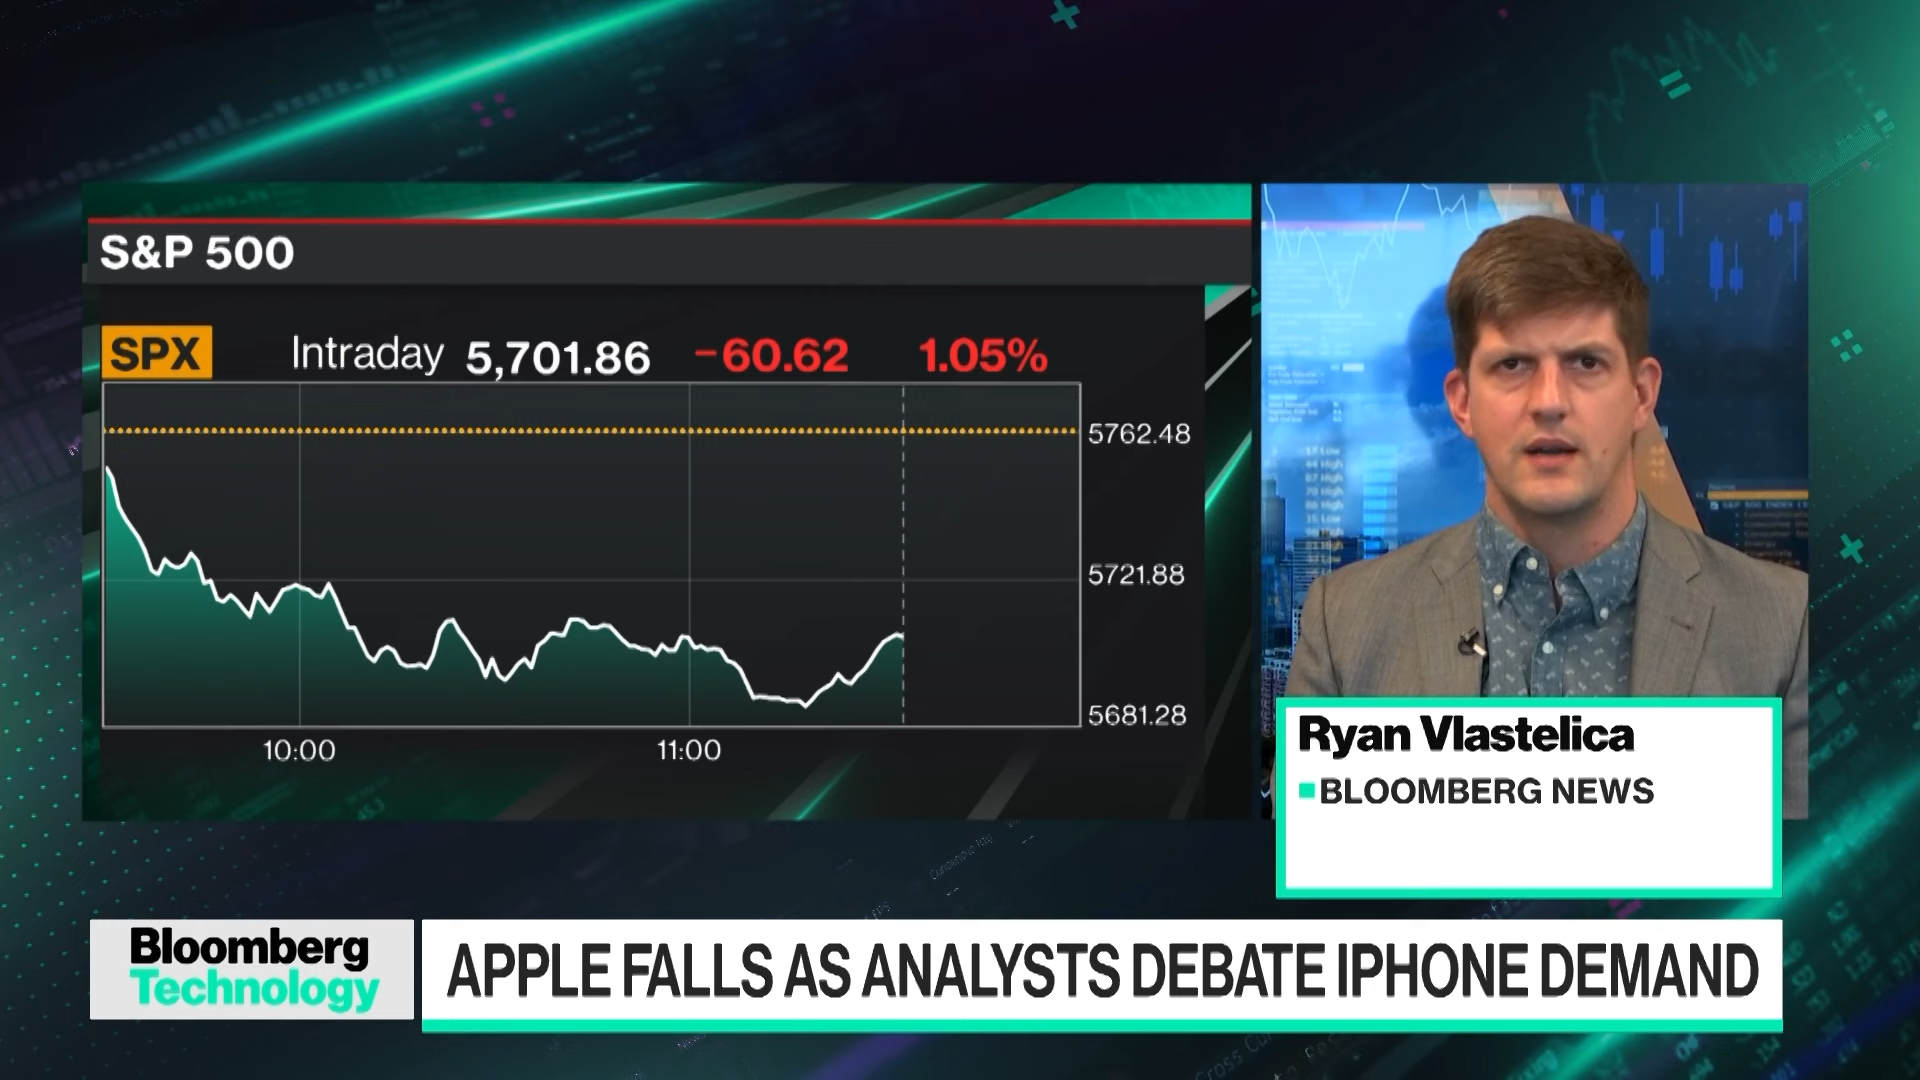 S&P 500
SPX Intraday 5,701.86 -60.62 1.05%
5762.48
5721.88
5681.28
10:00 11:00
Ryan Vlastelica
BLOOMBERG NEWS
Bloomberg
Technology
APPLE FALLS AS ANALYSTS DEBATE IPHONE DEMAND